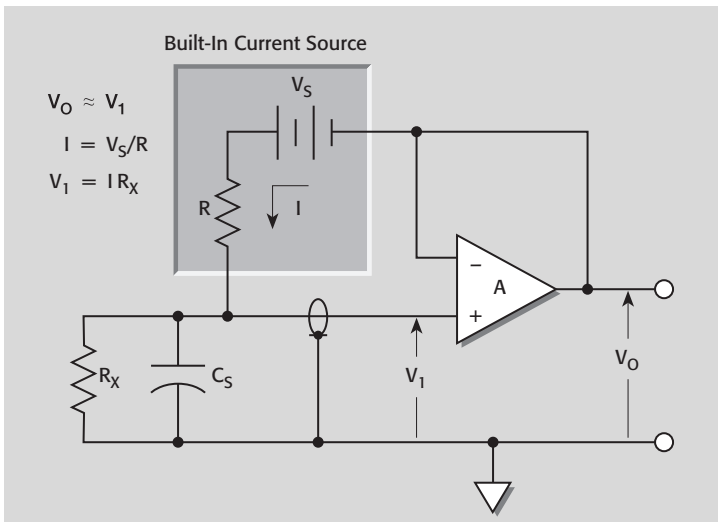 Built-In Current Source
V_S
V_O ≈ V_1
I = V_S/R
V_1 = I R_X
R
I
−
A
+
R_X
C_S
V_1
V_O